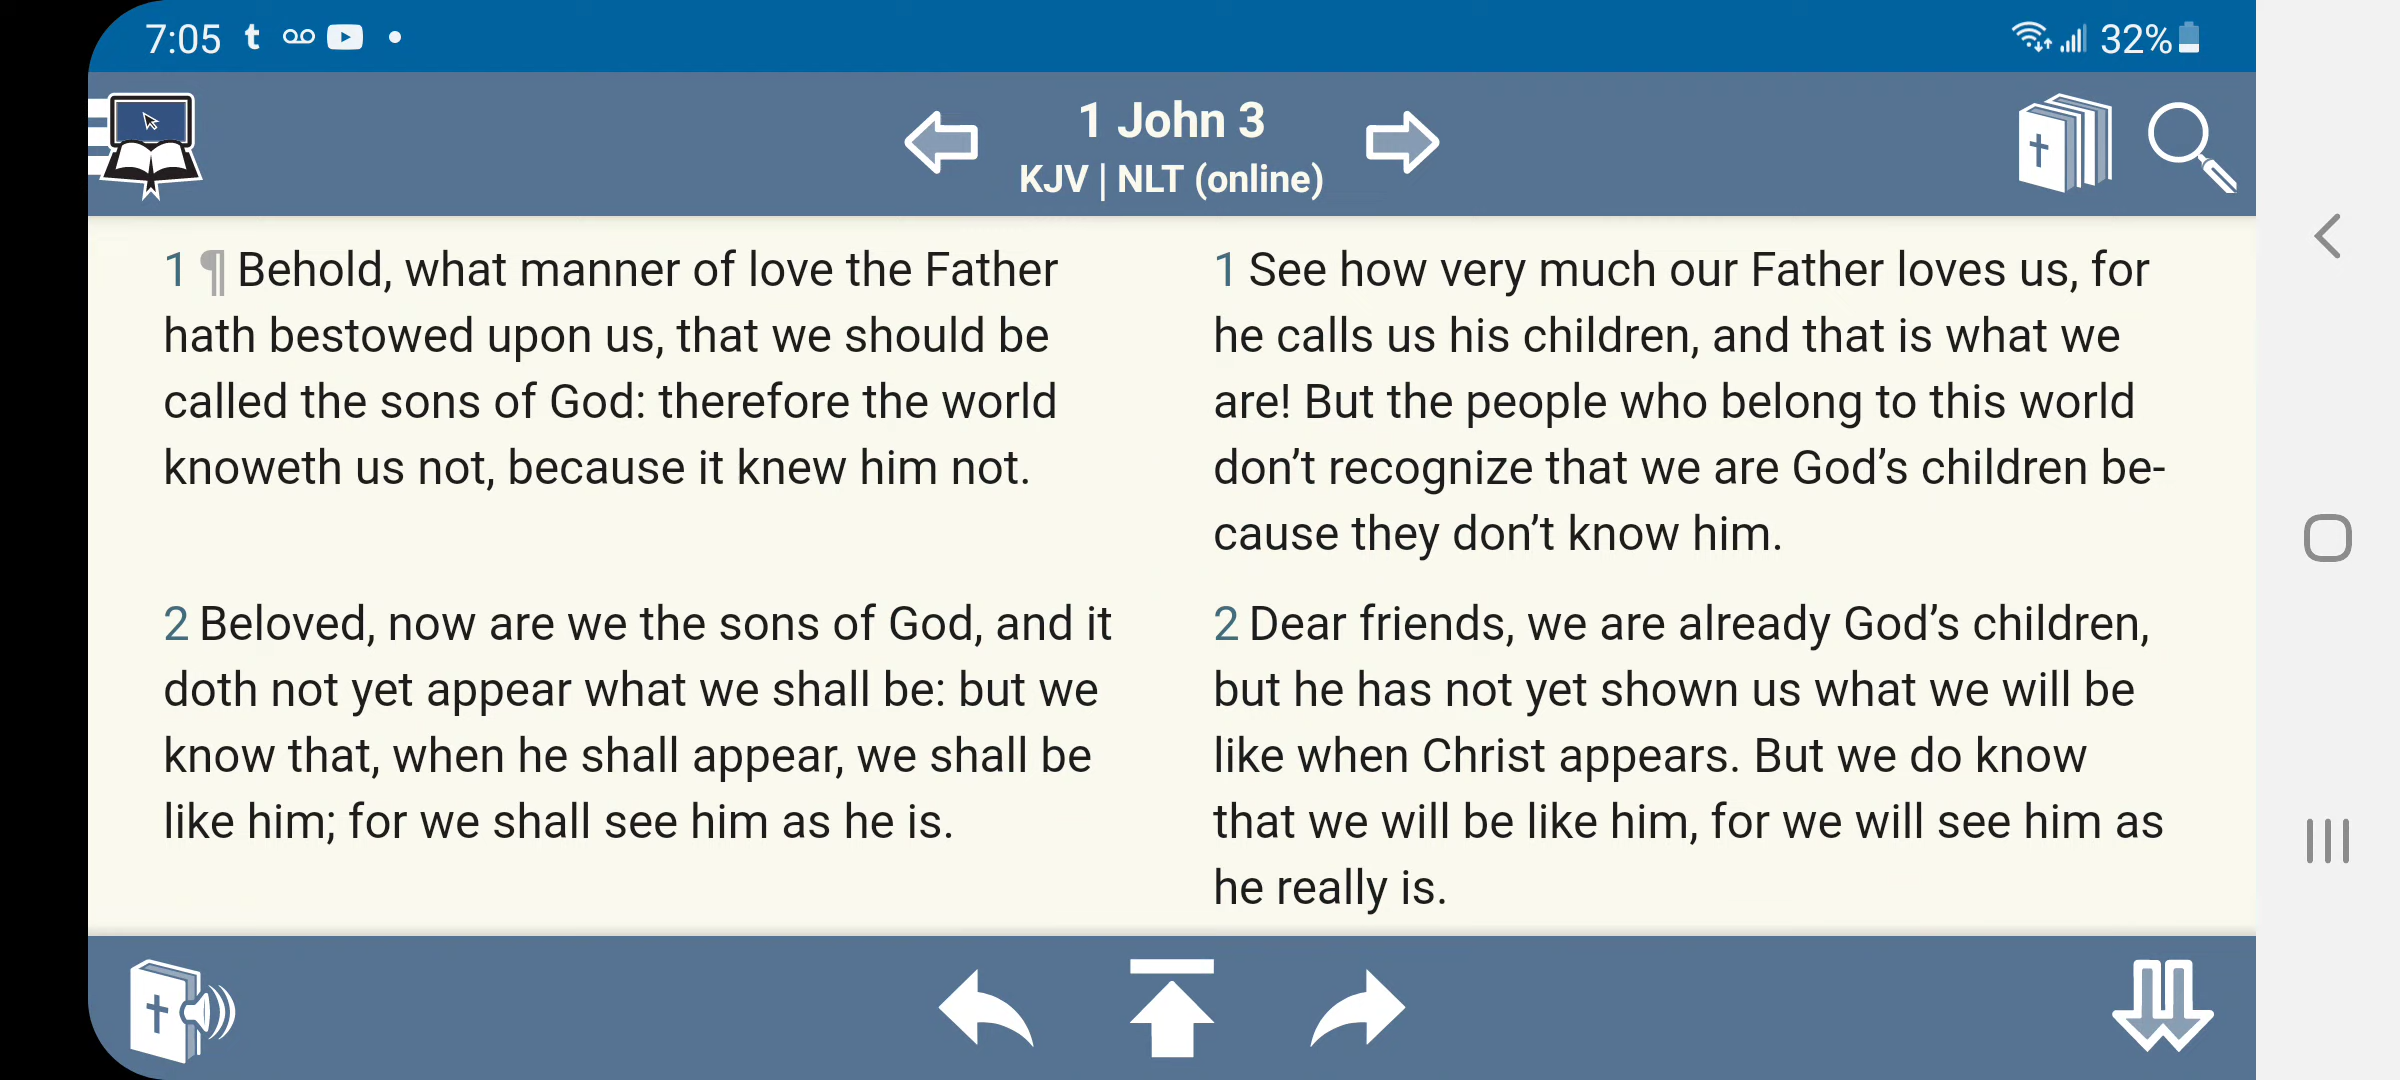 7:05
32%
1 John 3
KJV | NLT (online)
1 ¶ Behold, what manner of love the Father
hath bestowed upon us, that we should be
called the sons of God: therefore the world
knoweth us not, because it knew him not.
2 Beloved, now are we the sons of God, and it
doth not yet appear what we shall be: but we
know that, when he shall appear, we shall be
like him; for we shall see him as he is.
1 See how very much our Father loves us, for
he calls us his children, and that is what we
are! But the people who belong to this world
don’t recognize that we are God’s children be-
cause they don’t know him.
2 Dear friends, we are already God’s children,
but he has not yet shown us what we will be
like when Christ appears. But we do know
that we will be like him, for we will see him as
he really is.